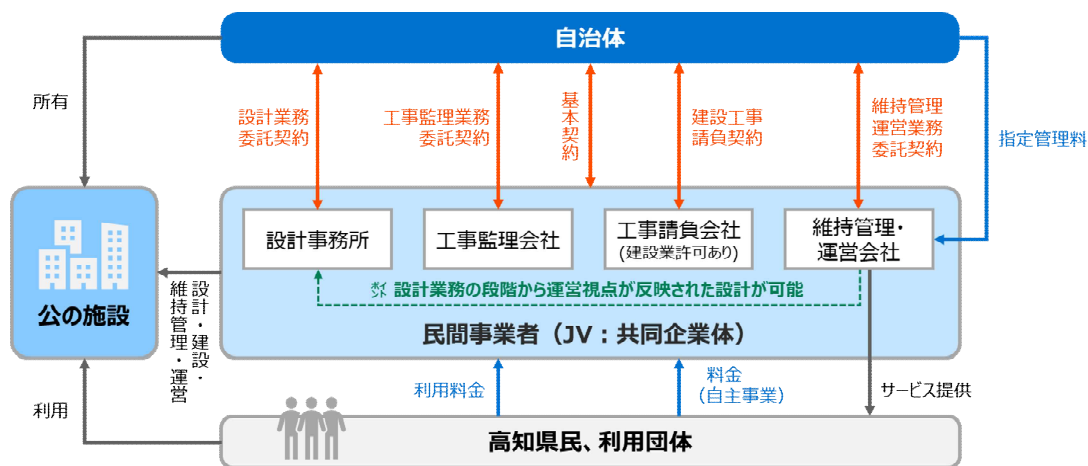 自治体
所有
設計業務
委託契約
工事監理業務
委託契約
基本契約
建設工事
請負契約
維持管理
運営業務
委託契約
指定管理料
設計事務所
工事監理会社
工事請負会社
(建設業許可あり)
維持管理・
運営会社
設計業務の段階から運営視点が反映された設計が可能
民間事業者（JV：共同企業体）
公の施設
設計・建設・
維持管理・運営
利用
利用料金
料金
（自主事業）
サービス提供
高知県民、利用団体